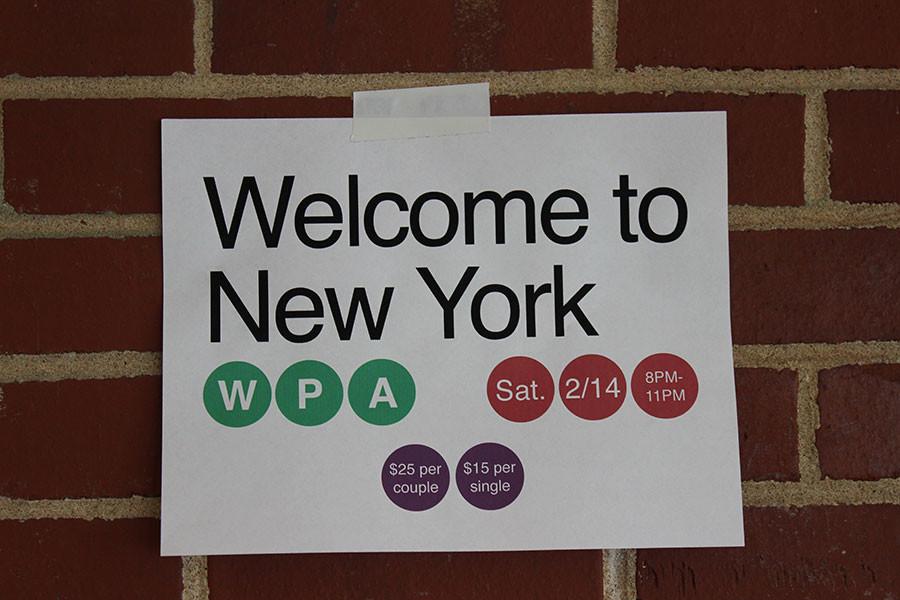 Welcome to
New York
W P A Sat. 2/14 8PM-
11PM
$25 per
couple
$15 per
single